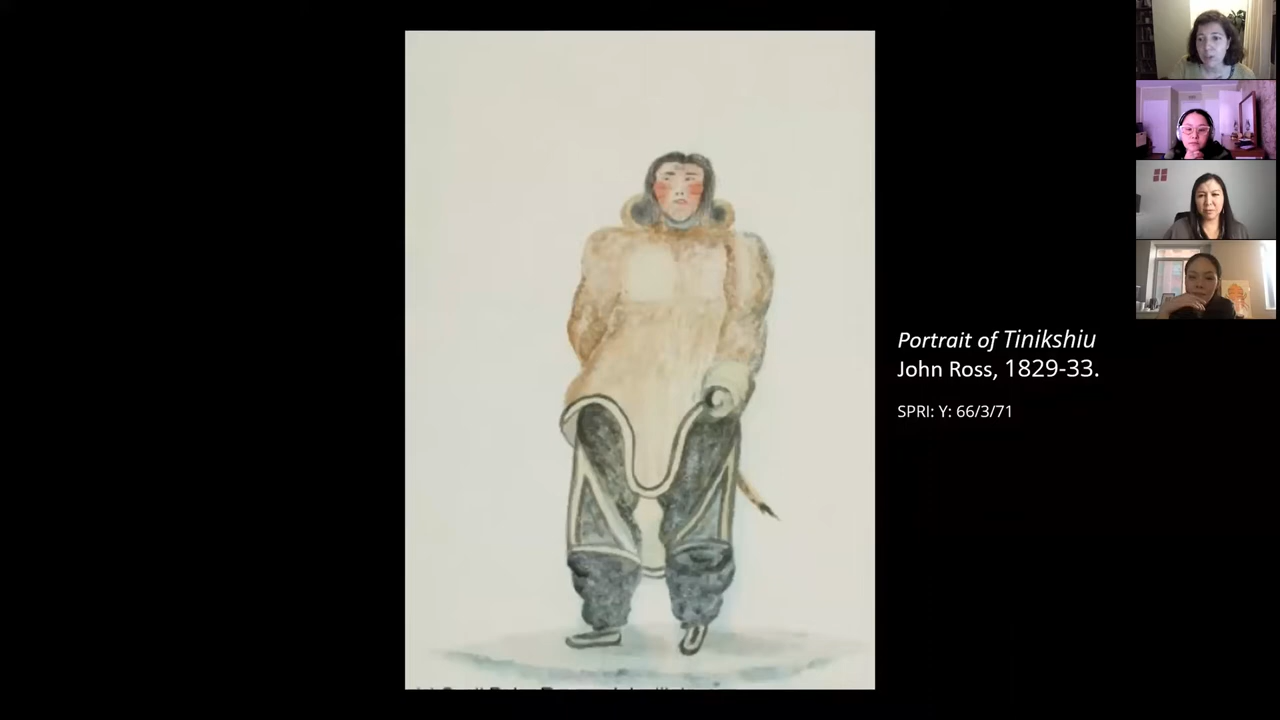 Portrait of Tinikshiu
John Ross, 1829-33.
SPRI: Y: 66/3/71